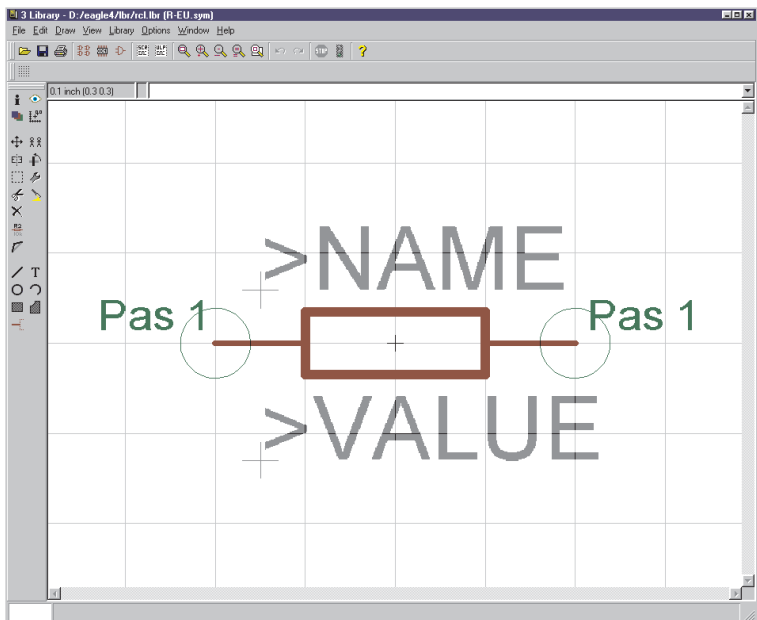 3 Library - D:/eagle4/lbr/rcl.lbr (R-EU.sym)
File Edit Draw View Library Options Window Help
0.1 inch (0.3 0.3)
>NAME
Pas 1 Pas 1
>VALUE